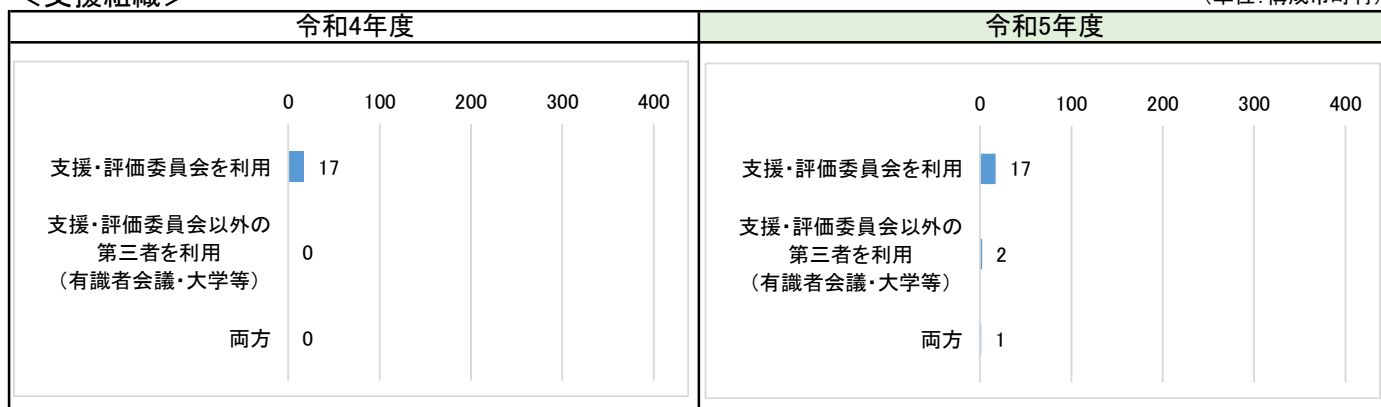 ＜支援組織＞
（単位：構成市町村）
令和4年度
0 100 200 300 400
支援・評価委員会を利用 17
支援・評価委員会以外の
第三者を利用 0
（有識者会議・大学等）
両方 0
令和5年度
0 100 200 300 400
支援・評価委員会を利用 17
支援・評価委員会以外の
第三者を利用 2
（有識者会議・大学等）
両方 1